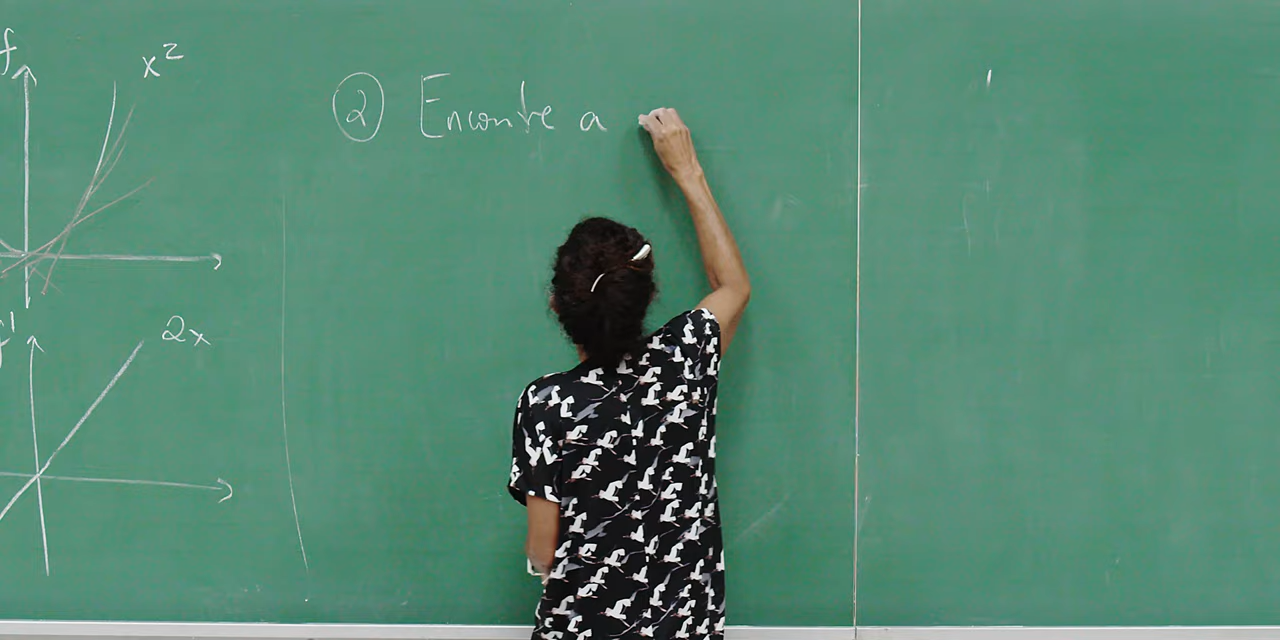 f
x²
② Encontre a
f'
2x